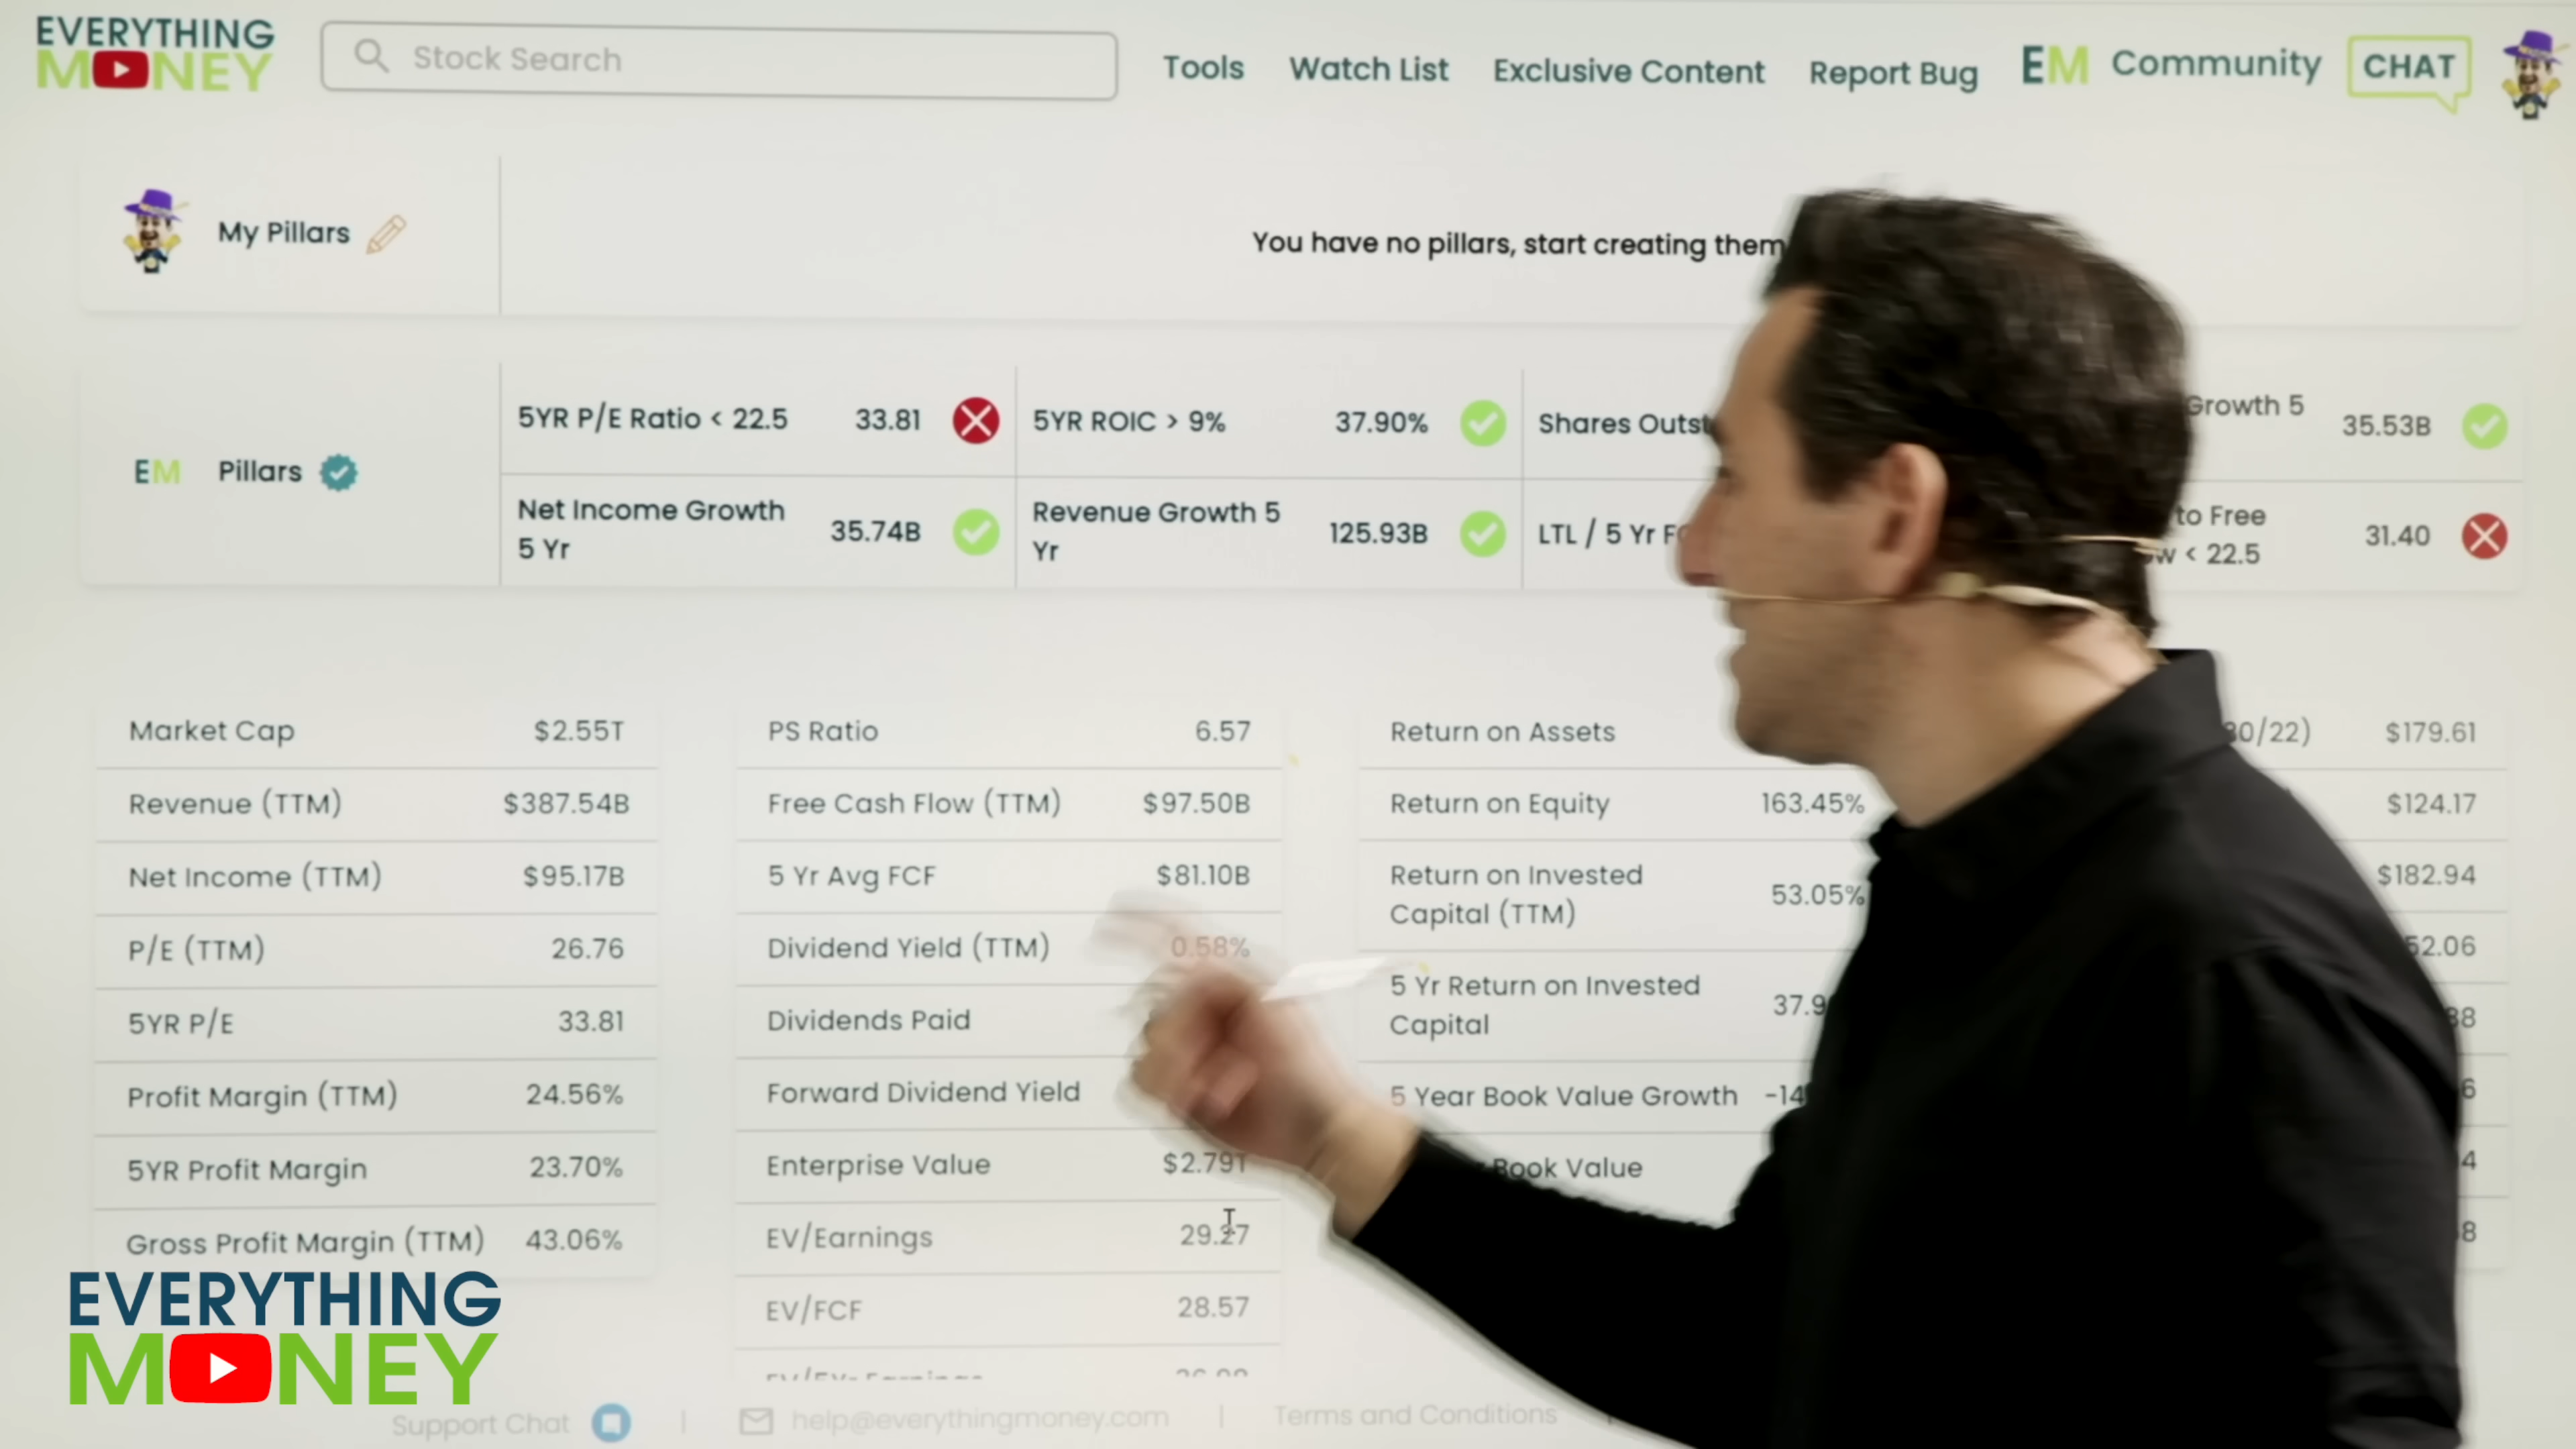 EVERYTHING
MONEY
Stock Search
Tools
Watch List
Exclusive Content
Report Bug
EM Community
CHAT
My Pillars
You have no pillars, start creating them
EM Pillars
5YR P/E Ratio < 22.5 33.81
5YR ROIC > 9% 37.90%
Shares
Growth 5
35.53B
Net Income Growth
5 Yr
35.74B
Revenue Growth 5
Yr
125.93B
LTL / 5 Yr
to Free
< 22.5
31.40
Market Cap $2.55T
Revenue (TTM) $387.54B
Net Income (TTM) $95.17B
P/E (TTM) 26.76
5YR P/E 33.81
Profit Margin (TTM) 24.56%
5YR Profit Margin 23.70%
Gross Profit Margin (TTM) 43.06%
PS Ratio 6.57
Free Cash Flow (TTM) $97.50B
5 Yr Avg FCF $81.10B
Dividend Yield (TTM) 0.58%
Dividends Paid
Forward Dividend Yield
Enterprise Value $2.79T
EV/Earnings 29.27
EV/FCF 28.57
Return on Assets
Return on Equity 163.45%
Return on Invested
Capital (TTM)
53.05%
5 Yr Return on Invested
Capital
5 Year Book Value Growth
Book Value
$179.61
$124.17
$182.94
EVERYTHING
MONEY
Support Chat
help@everythingmoney.com
Terms and Conditions